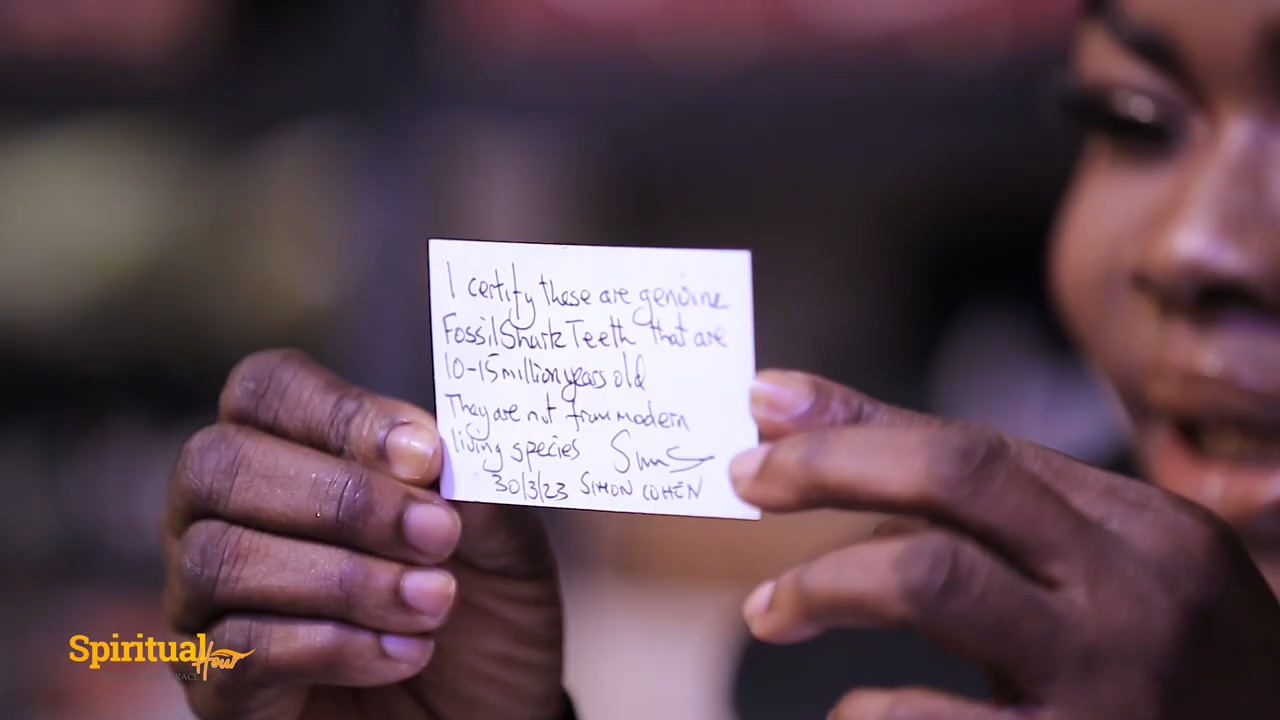 I certify these are genuine
Fossil Shark Teeth that are
10-15 million years old
They are not from modern
living species
30/3/23 SIMON COHEN
Spiritual
Hour